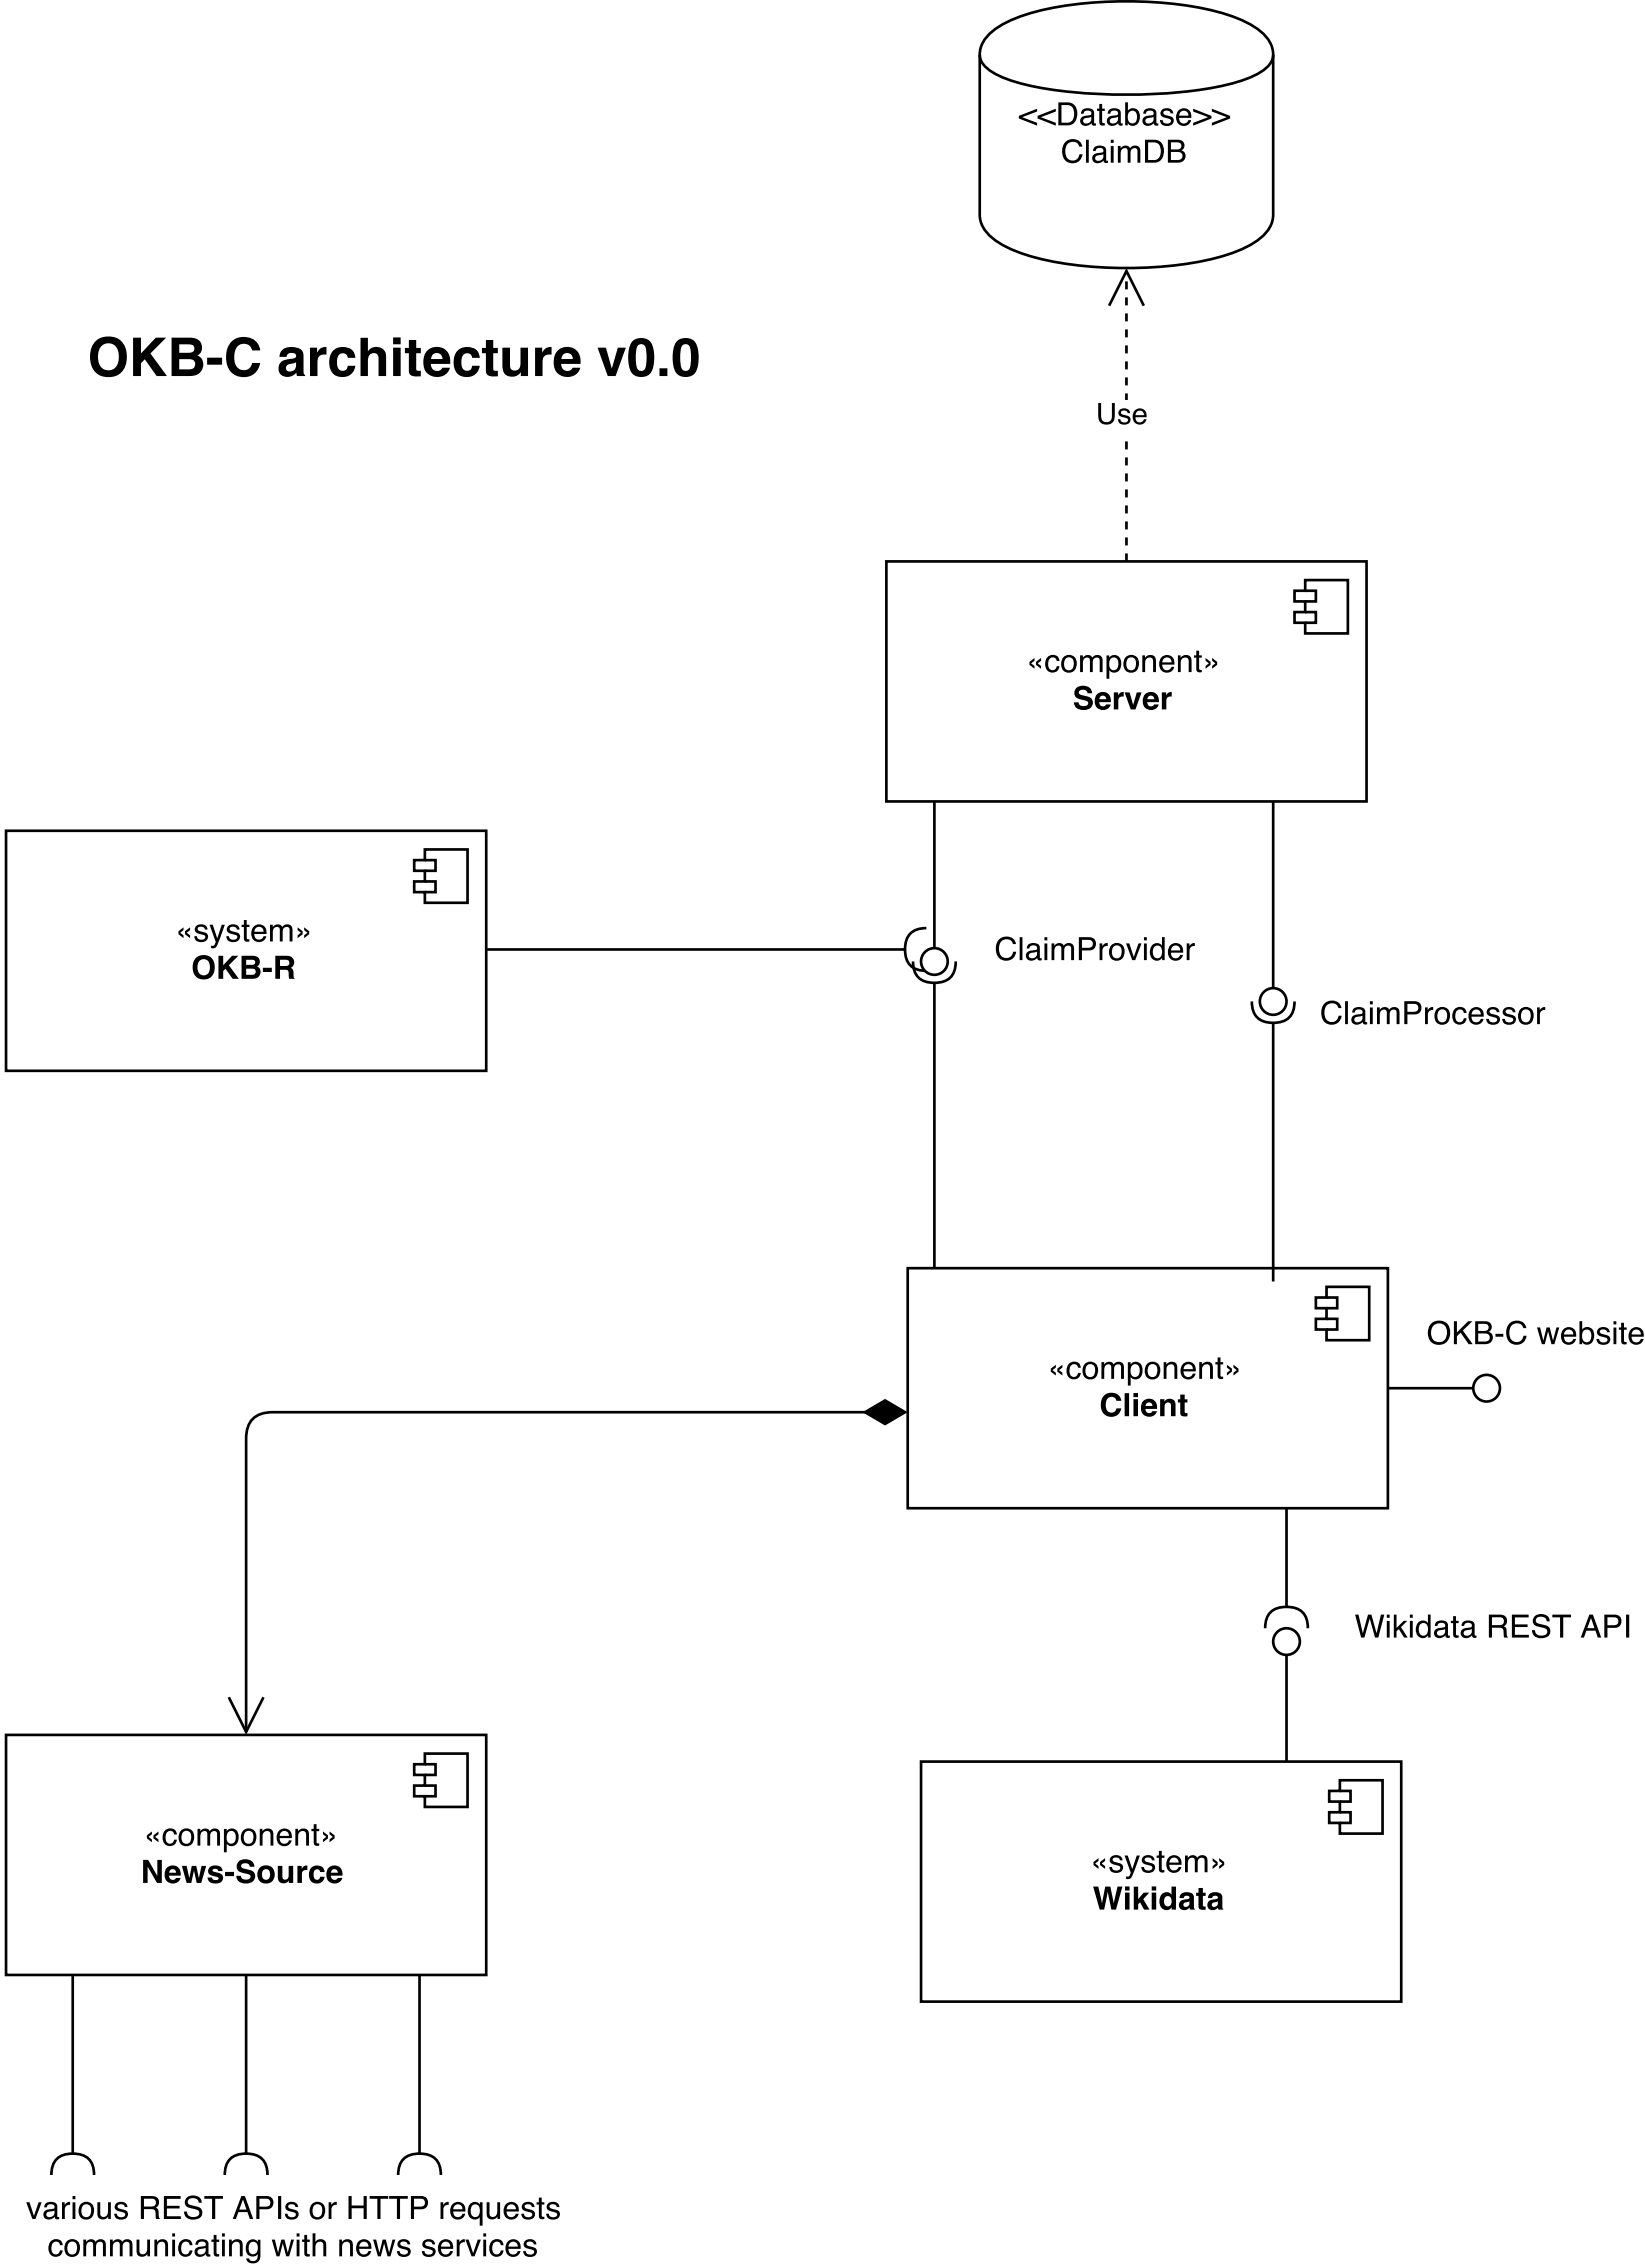 <<Database>>
ClaimDB
OKB-C architecture v0.0
Use
«component»
Server
«system»
OKB-R
ClaimProvider
ClaimProcessor
OKB-C website
«component»
Client
Wikidata REST API
«component»
News-Source
«system»
Wikidata
various REST APIs or HTTP requests
communicating with news services